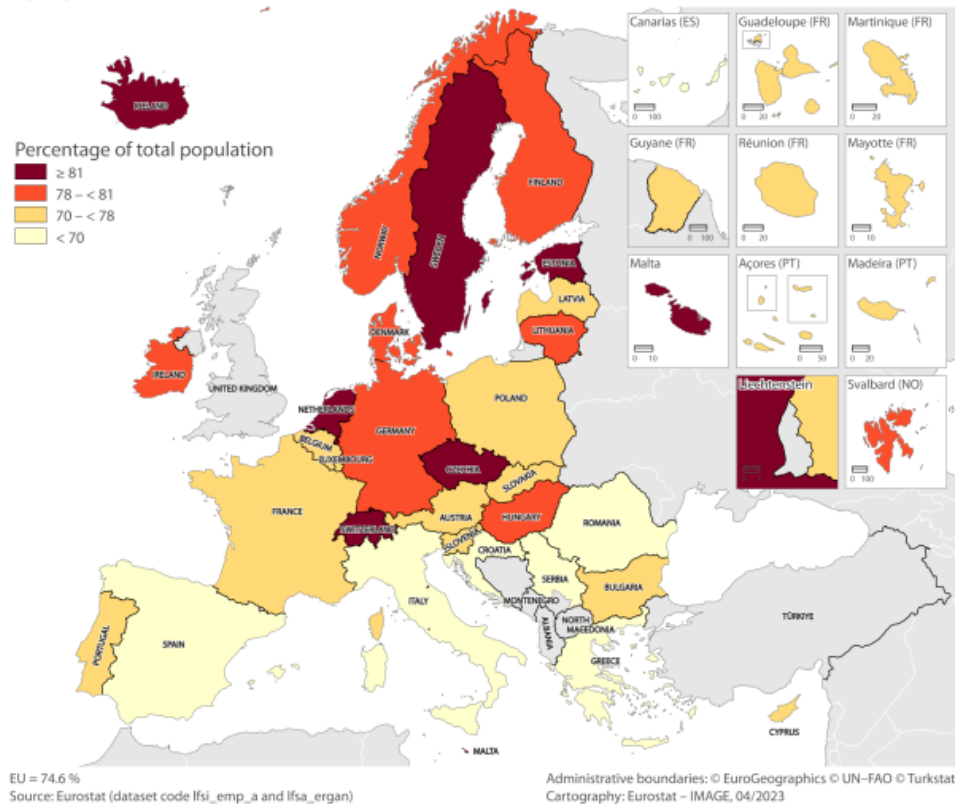 Canarias (ES)
0 100
Guadeloupe (FR)
0 20
Martinique (FR)
0 20
ICELAND
Percentage of total population
≥ 81
78 – < 81
70 – < 78
< 70
Guyane (FR)
0 100
Réunion (FR)
0 20
Mayotte (FR)
0 10
FINLAND
NORWAY
SWEDEN
ESTONIA
Malta
0 10
Açores (PT)
0 50
Madeira (PT)
0 20
LATVIA
DENMARK
LITHUANIA
IRELAND
UNITED KINGDOM
Liechtenstein
Svalbard (NO)
0 100
NETHERLANDS
POLAND
GERMANY
BELGIUM
LUXEMBOURG
CZECHIA
SLOVAKIA
FRANCE
AUSTRIA
HUNGARY
SWITZERLAND
SLOVENIA
ROMANIA
CROATIA
SERBIA
BULGARIA
ITALY
MONTENEGRO
NORTH
MACEDONIA
ALBANIA
TÜRKIYE
PORTUGAL
SPAIN
GREECE
CYPRUS
MALTA
EU = 74.6 %
Source: Eurostat (dataset code lfsi_emp_a and lfsa_ergan)
Administrative boundaries: © EuroGeographics © UN–FAO © Turkstat
Cartography: Eurostat – IMAGE, 04/2023